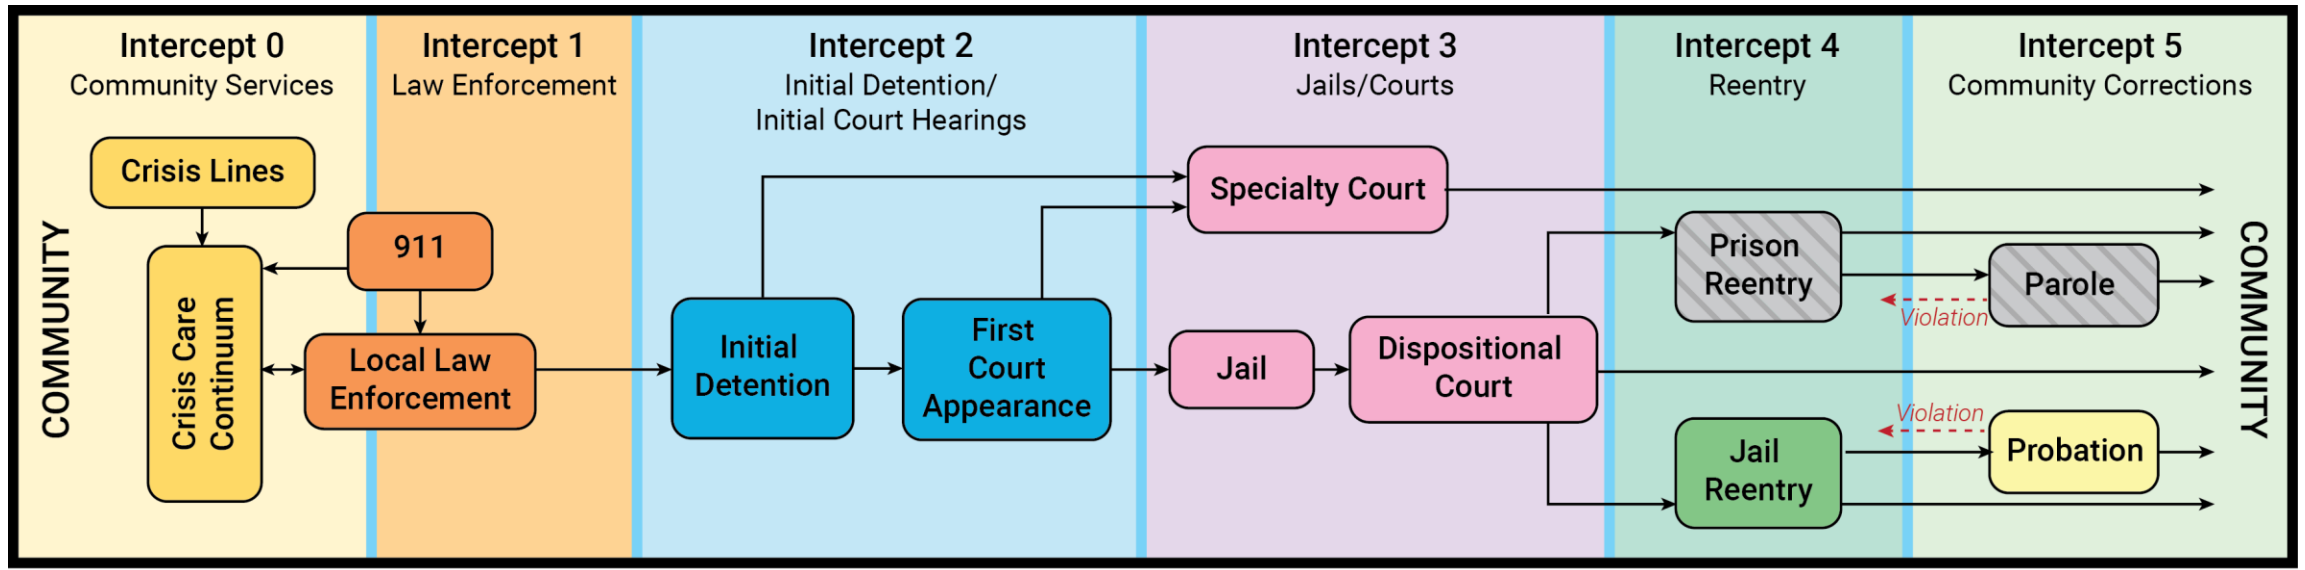 Intercept 0
Community Services
Intercept 1
Law Enforcement
Intercept 2
Initial Detention/
Initial Court Hearings
Intercept 3
Jails/Courts
Intercept 4
Reentry
Intercept 5
Community Corrections
COMMUNITY
Crisis Lines
Crisis Care
Continuum
911
Local Law
Enforcement
Initial
Detention
First
Court
Appearance
Specialty Court
Jail
Dispositional
Court
Prison
Reentry
Parole
Violation
Jail
Reentry
Violation
Probation
COMMUNITY